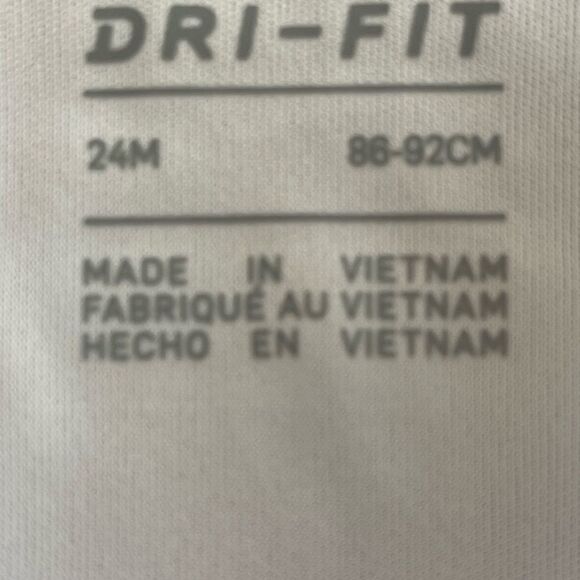 DRI-FIT
24M 86-92CM
MADE IN VIETNAM
FABRIQUÉ AU VIETNAM
HECHO EN VIETNAM